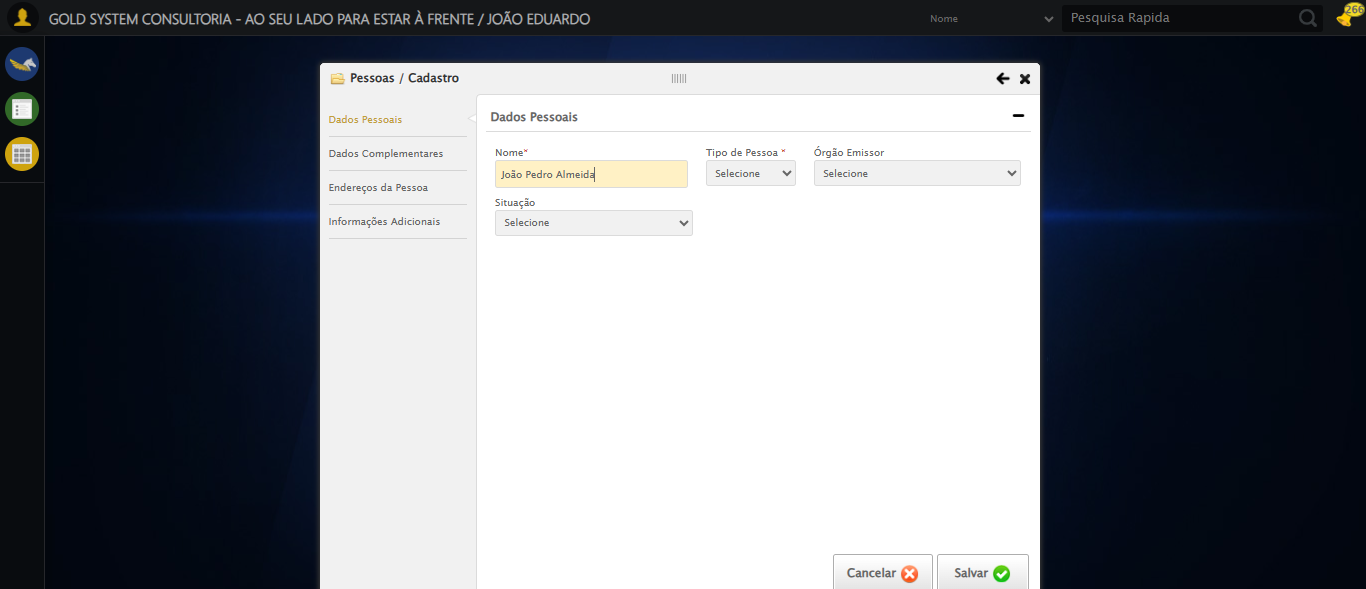 GOLD SYSTEM CONSULTORIA - AO SEU LADO PARA ESTAR À FRENTE / JOÃO EDUARDO
Nome
Pesquisa Rapida
266
Pessoas / Cadastro
Dados Pessoais
Dados Complementares
Endereços da Pessoa
Informações Adicionais
Dados Pessoais
Nome*
Tipo de Pessoa *
Órgão Emissor
João Pedro Almeida
Selecione
Selecione
Situação
Selecione
Cancelar
Salvar